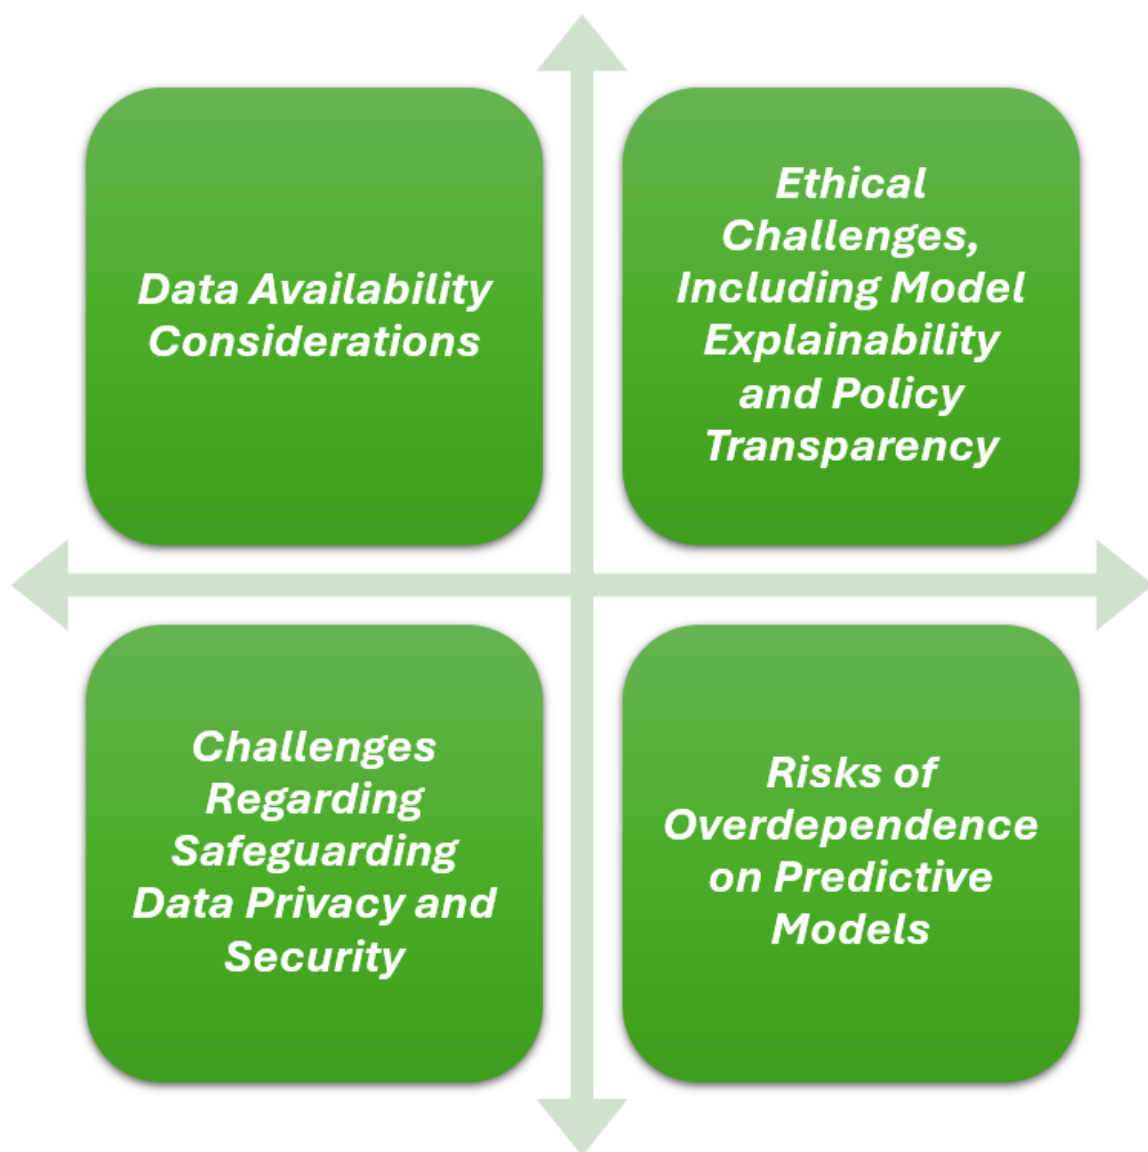 Data Availability
Considerations
Ethical
Challenges,
Including Model
Explainability
and Policy
Transparency
Challenges
Regarding
Safeguarding
Data Privacy and
Security
Risks of
Overdependence
on Predictive
Models